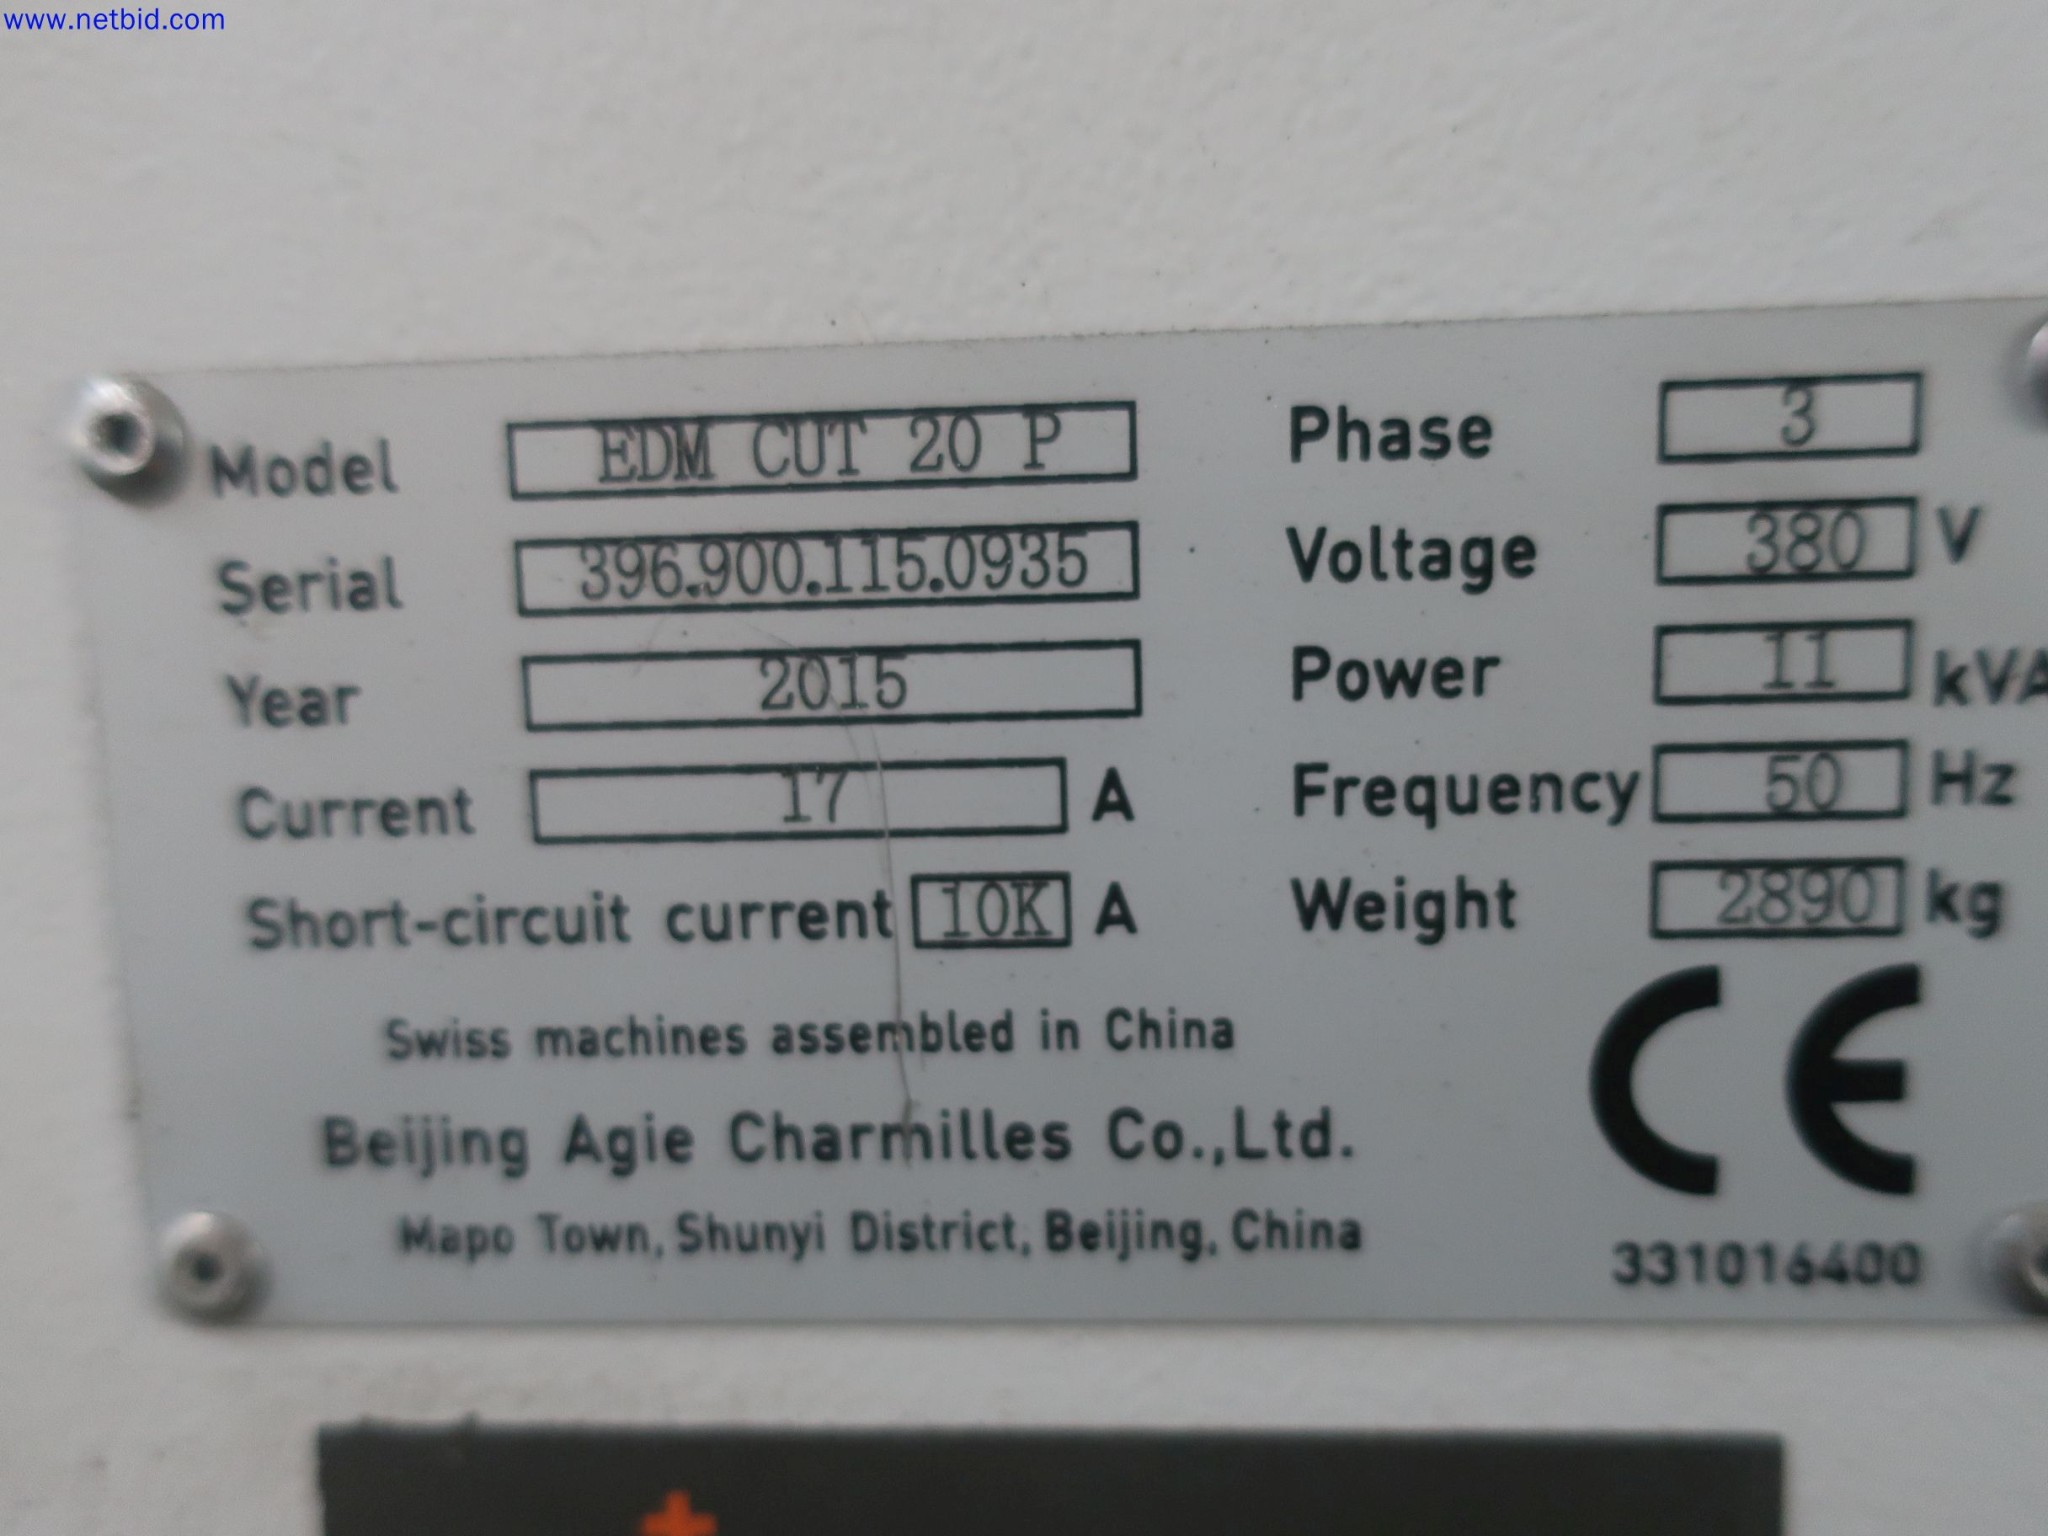 www.netbid.com
Model EDM CUT 20 P
Serial 396.900.115.0935
Year 2015
Current 17 A
Short-circuit current 10K A
Phase 3
Voltage 380 V
Power 11 kVA
Frequency 50 Hz
Weight 2890 kg
Swiss machines assembled in China
Beijing Agie Charmilles Co.,Ltd.
Mapo Town, Shunyi District, Beijing, China
CE
331016400